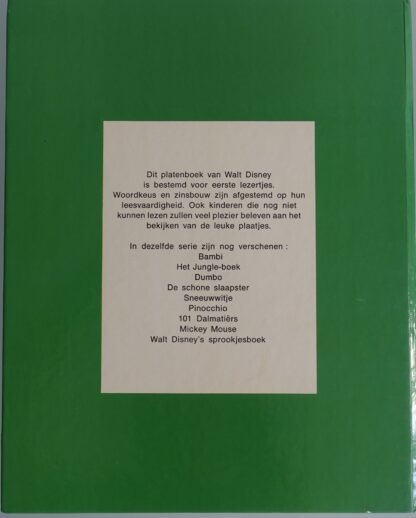 Dit platenboek van Walt Disney
is bestemd voor eerste lezertjes.
Woordkeus en zinsbouw zijn afgestemd op hun
leesvaardigheid. Ook kinderen die nog niet
kunnen lezen zullen veel plezier beleven aan het
bekijken van de leuke plaatjes.
In dezelfde serie zijn nog verschenen :
Bambi
Het Jungle-boek
Dumbo
De schone slaapster
Sneeuwwitje
Pinocchio
101 Dalmatiërs
Mickey Mouse
Walt Disney's sprookjesboek